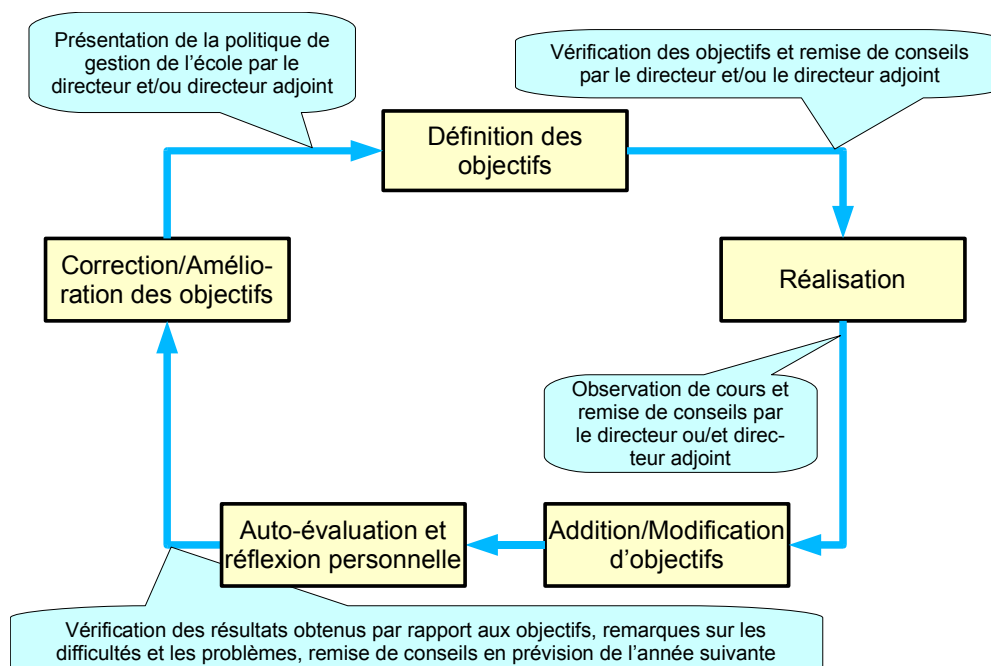 Présentation de la politique de
gestion de l'école par le
directeur et/ou directeur adjoint
Vérification des objectifs et remise de conseils
par le directeur et/ou le directeur adjoint
Définition des
objectifs
Correction/Amélio-
ration des objectifs
Réalisation
Observation de cours et
remise de conseils par
le directeur ou/et direc-
teur adjoint
Auto-évaluation et
réflexion personnelle
Addition/Modification
d'objectifs
Vérification des résultats obtenus par rapport aux objectifs, remarques sur les
difficultés et les problèmes, remise de conseils en prévision de l'année suivante